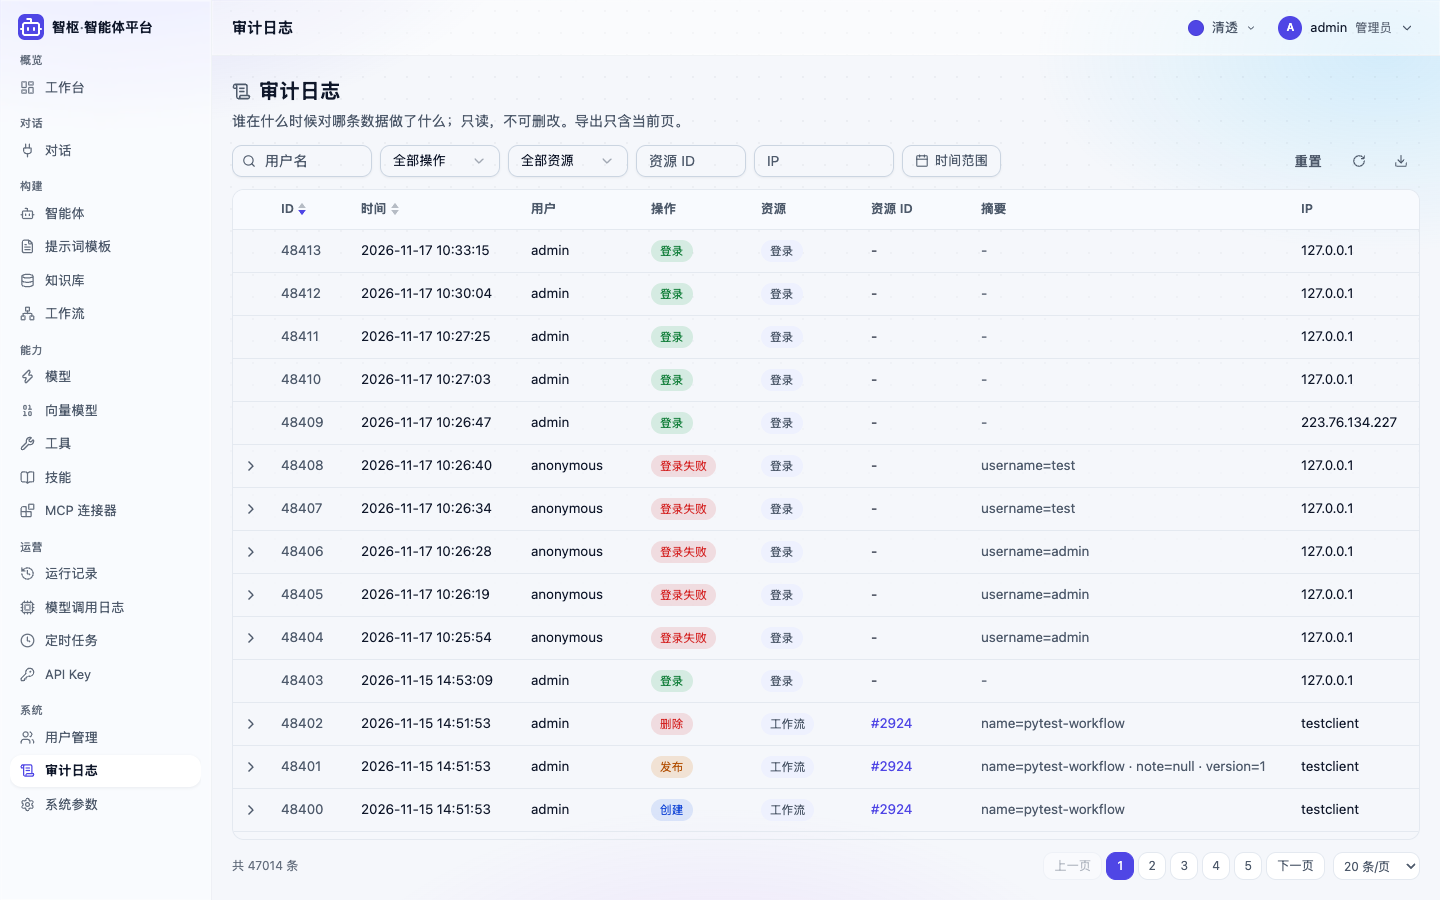 智枢·智能体平台
概览
工作台
对话
对话
构建
智能体
提示词模板
知识库
工作流
能力
模型
向量模型
工具
技能
MCP 连接器
运营
运行记录
模型调用日志
定时任务
API Key
系统
用户管理
审计日志
系统参数
审计日志
清透
A admin 管理员
审计日志
谁在什么时候对哪条数据做了什么；只读，不可删改。导出只含当前页。
用户名 全部操作 全部资源 资源 ID IP 时间范围 重置
ID 时间 用户 操作 资源 资源 ID 摘要 IP
48413 2026-11-17 10:33:15 admin 登录 登录 - - 127.0.0.1
48412 2026-11-17 10:30:04 admin 登录 登录 - - 127.0.0.1
48411 2026-11-17 10:27:25 admin 登录 登录 - - 127.0.0.1
48410 2026-11-17 10:27:03 admin 登录 登录 - - 127.0.0.1
48409 2026-11-17 10:26:47 admin 登录 登录 - - 223.76.134.227
48408 2026-11-17 10:26:40 anonymous 登录失败 登录 - username=test 127.0.0.1
48407 2026-11-17 10:26:34 anonymous 登录失败 登录 - username=test 127.0.0.1
48406 2026-11-17 10:26:28 anonymous 登录失败 登录 - username=admin 127.0.0.1
48405 2026-11-17 10:26:19 anonymous 登录失败 登录 - username=admin 127.0.0.1
48404 2026-11-17 10:25:54 anonymous 登录失败 登录 - username=admin 127.0.0.1
48403 2026-11-15 14:53:09 admin 登录 登录 - - 127.0.0.1
48402 2026-11-15 14:51:53 admin 删除 工作流 #2924 name=pytest-workflow testclient
48401 2026-11-15 14:51:53 admin 发布 工作流 #2924 name=pytest-workflow · note=null · version=1 testclient
48400 2026-11-15 14:51:53 admin 创建 工作流 #2924 name=pytest-workflow testclient
共 47014 条 上一页 1 2 3 4 5 下一页 20 条/页